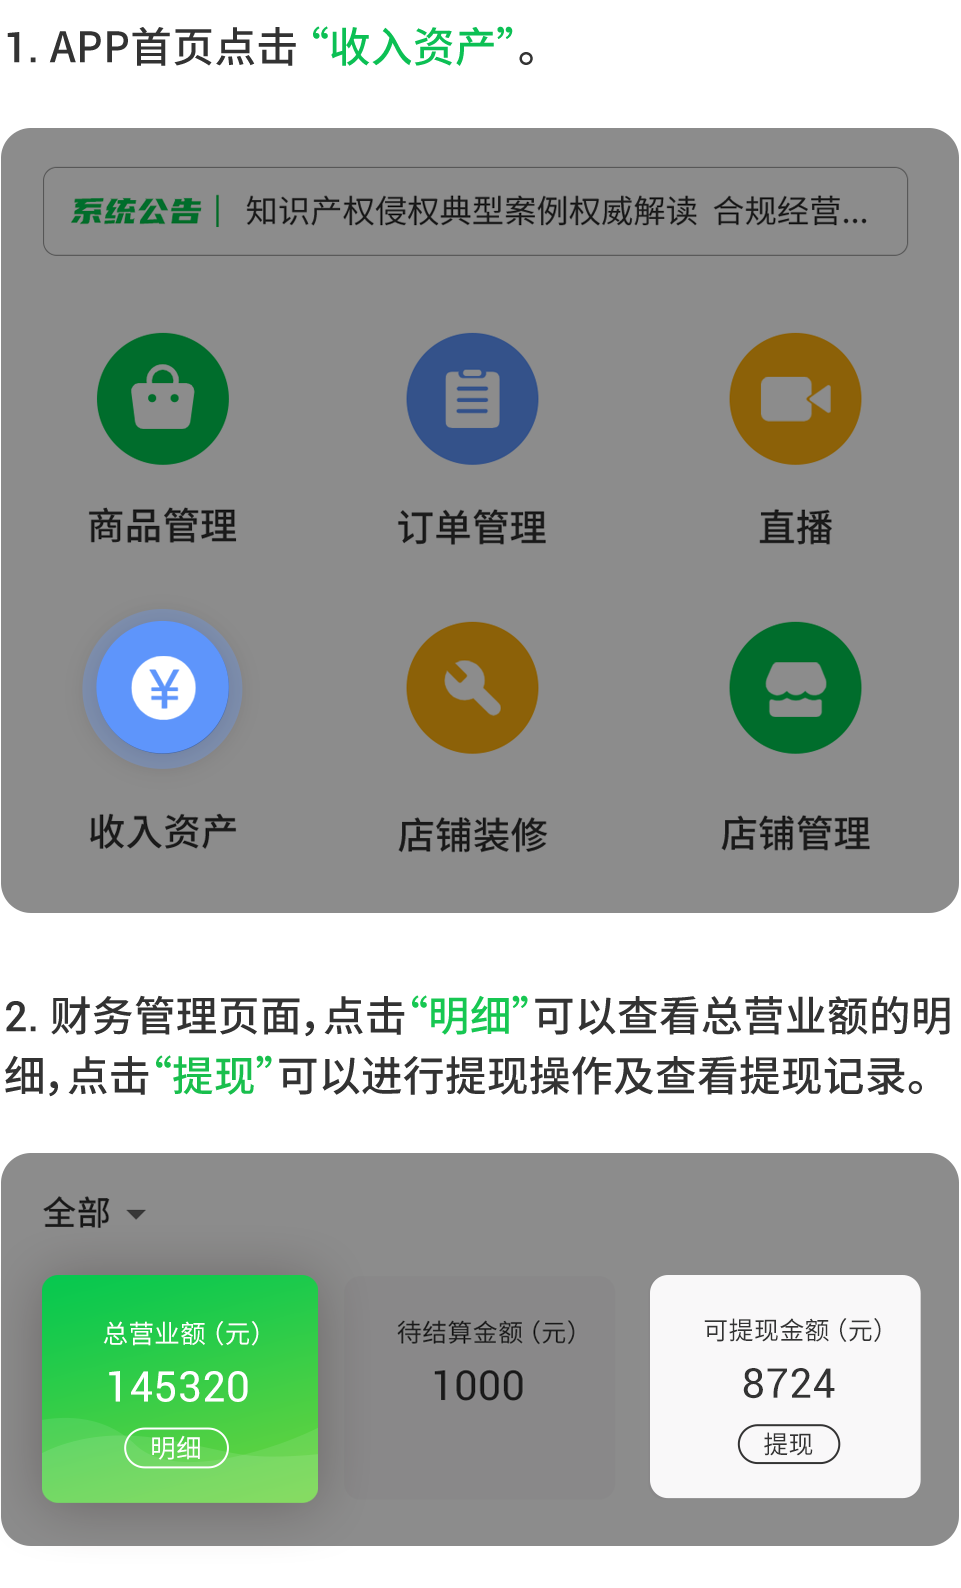 1. APP首页点击“收入资产”。
系统公告 知识产权侵权典型案例权威解读 合规经营...
商品管理 订单管理 直播
¥
收入资产 店铺装修 店铺管理
2. 财务管理页面，点击“明细”可以查看总营业额的明
细，点击“提现”可以进行提现操作及查看提现记录。
全部
总营业额（元） 待结算金额（元） 可提现金额（元）
145320 1000 8724
明细 提现